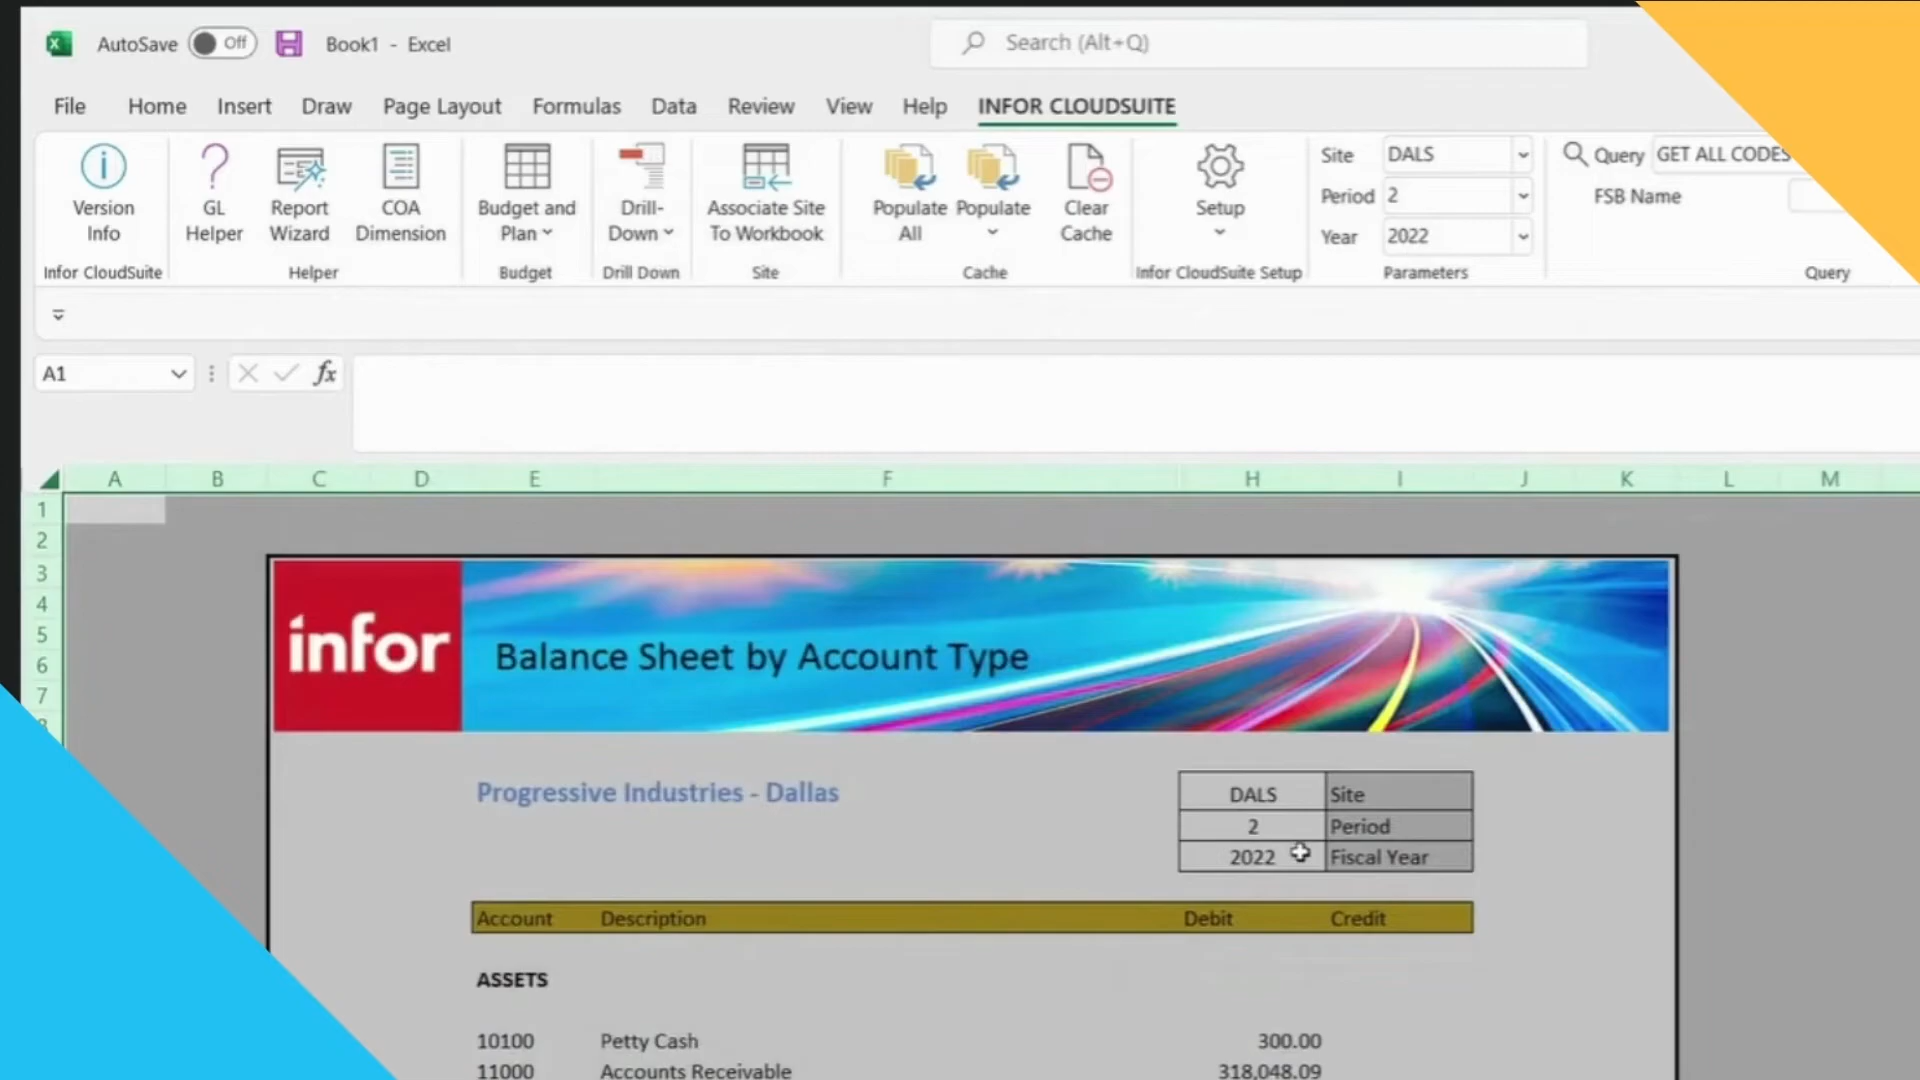 AutoSave Off Book1 - Excel Search (Alt+Q)
File Home Insert Draw Page Layout Formulas Data Review View Help INFOR CLOUDSUITE
Version Info
GL Helper
Report Wizard
COA Dimension
Budget and Plan
Drill-Down
Associate Site To Workbook
Populate All
Populate
Clear Cache
Setup
Site DALS
Period 2
Year 2022
Query GET ALL CODES
FSB Name
Infor CloudSuite Helper Budget Drill Down Site Cache Infor CloudSuite Setup Parameters Query
A1 fx
A B C D E F H I J K L M
1
2
3
4
5
6
7
infor
Balance Sheet by Account Type
Progressive Industries - Dallas
DALS Site
2 Period
2022 Fiscal Year
Account Description Debit Credit
ASSETS
10100 Petty Cash 300.00
11000 Accounts Receivable 318,048.09